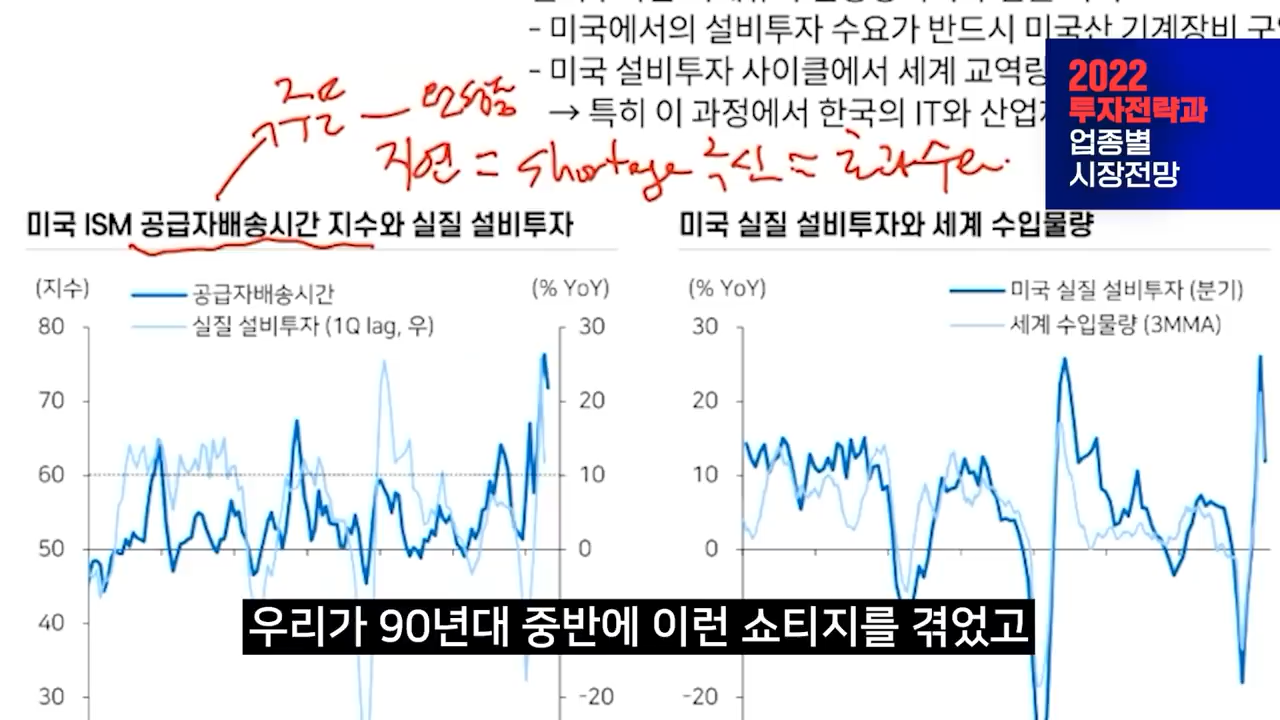 - 미국에서의 설비투자 수요가 반드시 미국산 기계장비
- 미국 설비투자 사이클에서 세계 교역량
→ 특히 이 과정에서 한국의 IT와
2022
투자전략과
업종별
시장전망
주문 —
지연 = shortage = 초과수요.
미국 ISM 공급자배송시간 지수와 실질 설비투자
(지수)
공급자배송시간
(% YoY)
실질 설비투자 (1Q lag, 우)
80
30
70
20
60
10
50
0
40
30
-20
미국 실질 설비투자와 세계 수입물량
(% YoY)
미국 실질 설비투자 (분기)
세계 수입물량 (3MMA)
30
20
10
0
-20
우리가 90년대 중반에 이런 쇼티지를 겪었고